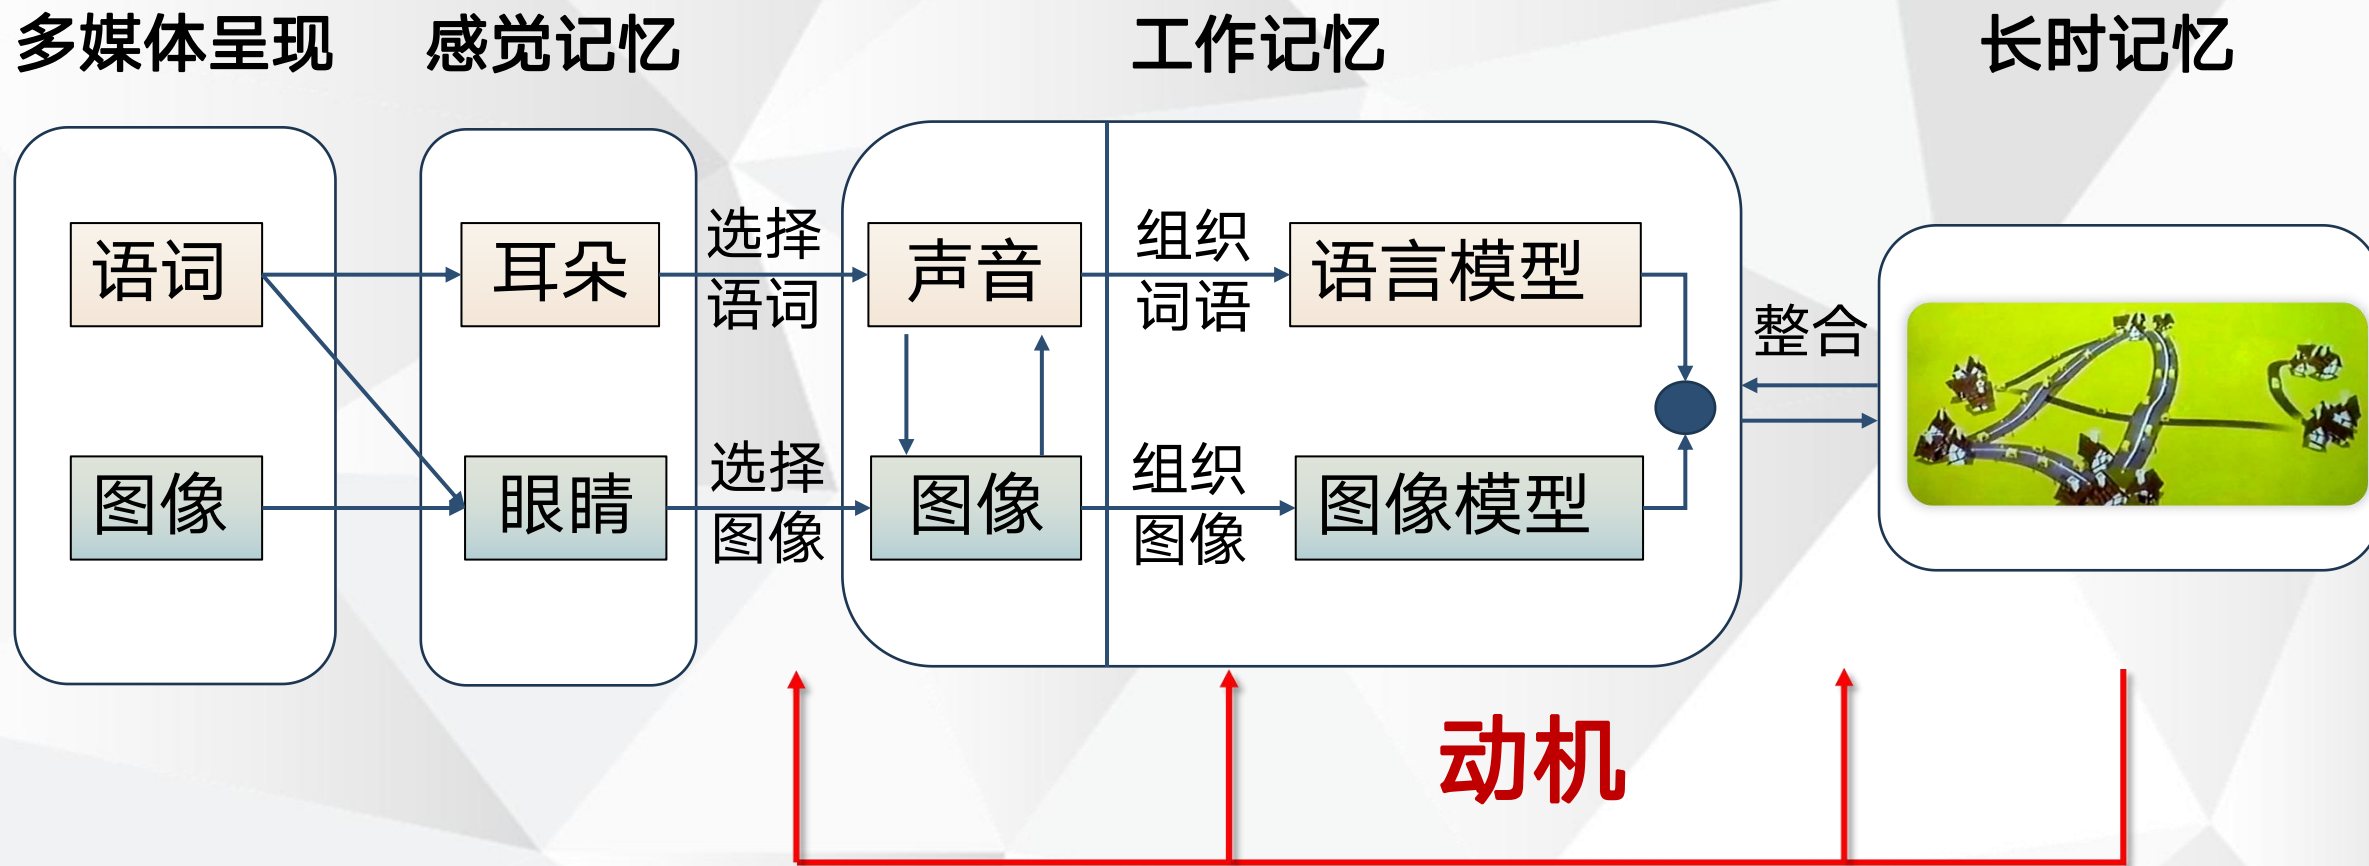 多媒体呈现
感觉记忆
工作记忆
长时记忆
语词
耳朵
选择
语词
声音
组织
词语
语言模型
整合
图像
眼睛
选择
图像
图像
组织
图像
图像模型
动机